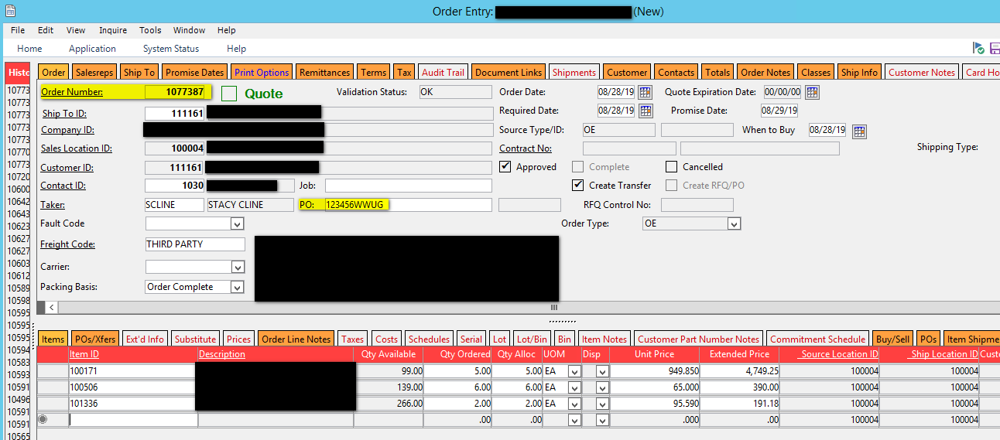 Order Entry: (New)
File Edit View Inquire Tools Window Help
Home Application System Status Help
Histo Order Salesreps Ship To Promise Dates Print Options Remittances Terms Tax Audit Trail Document Links Shipments Customer Contacts Totals Order Notes Classes Ship Info Customer Notes Card Ho
10773 Order Number: 1077387 Quote Validation Status: OK Order Date: 08/28/19 Quote Expiration Date: 00/00/00
10773
10773 Ship To ID: 111161 Required Date: 08/28/19 Promise Date: 08/29/19
10773 Company ID: Source Type/ID: OE When to Buy 08/28/19
10770
10773 Sales Location ID: 100004 Contract No: Shipping Type:
10773
10720 Customer ID: 111161 Approved Complete Cancelled
10600 Contact ID: 1030 Job: Create Transfer Create RFQ/PO
10642 Taker: SCLINE STACY CLINE PO: 123456WWUG RFQ Control No:
10643
10623 Fault Code Order Type: OE
10627
10627 Freight Code: THIRD PARTY
10603 Carrier:
10612
10589 Packing Basis: Order Complete
10598
10595
10595
10595 Items POs/Xfers Ext'd Info Substitute Prices Order Line Notes Taxes Costs Schedules Serial Lot Lot/Bin Bin Item Notes Customer Part Number Notes Commitment Schedule Buy/Sell POs Item Shipme
10594 Item ID Description Qty Available Qty Ordered Qty Alloc UOM Disp Unit Price Extended Price Source Location ID Ship Location ID Custo
10583 100171 99.00 5.00 5.00 EA 949.850 4,749.25 100004 100004
10593
10591 100506 139.00 6.00 6.00 EA 65.000 390.00 100004 100004
10496 101336 266.00 2.00 2.00 EA 95.590 191.18 100004 100004
10591
10591 .00 .00 .000 .00 100004 100004
10565